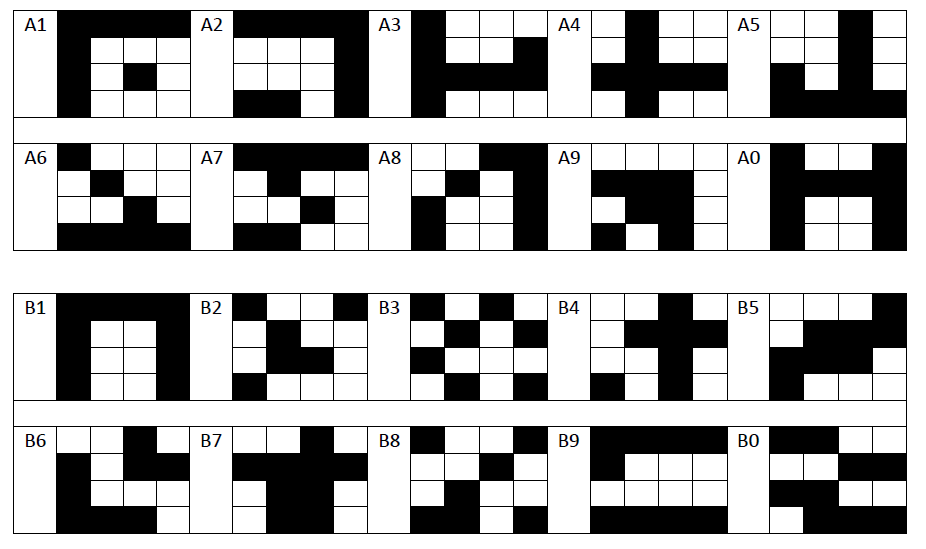 A1 A2 A3 A4 A5
A6 A7 A8 A9 A0
B1 B2 B3 B4 B5
B6 B7 B8 B9 B0